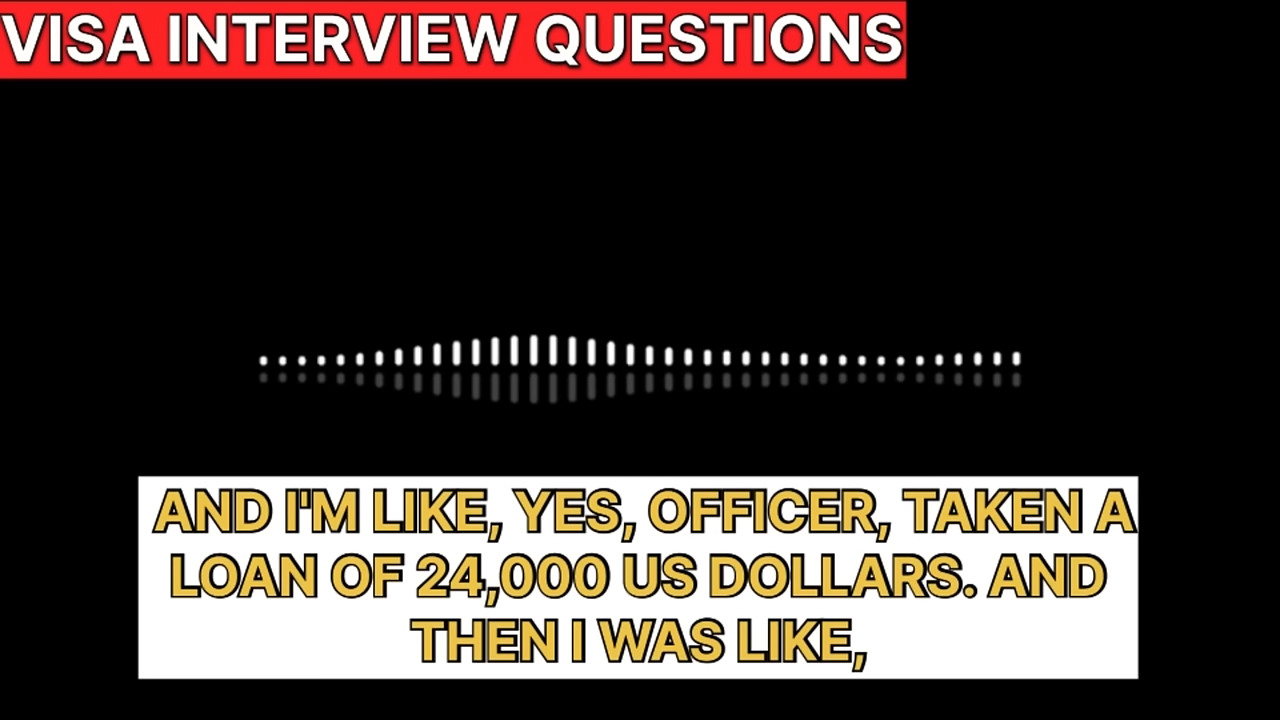 VISA INTERVIEW QUESTIONS
AND I'M LIKE, YES, OFFICER, TAKEN A
LOAN OF 24,000 US DOLLARS. AND
THEN I WAS LIKE,